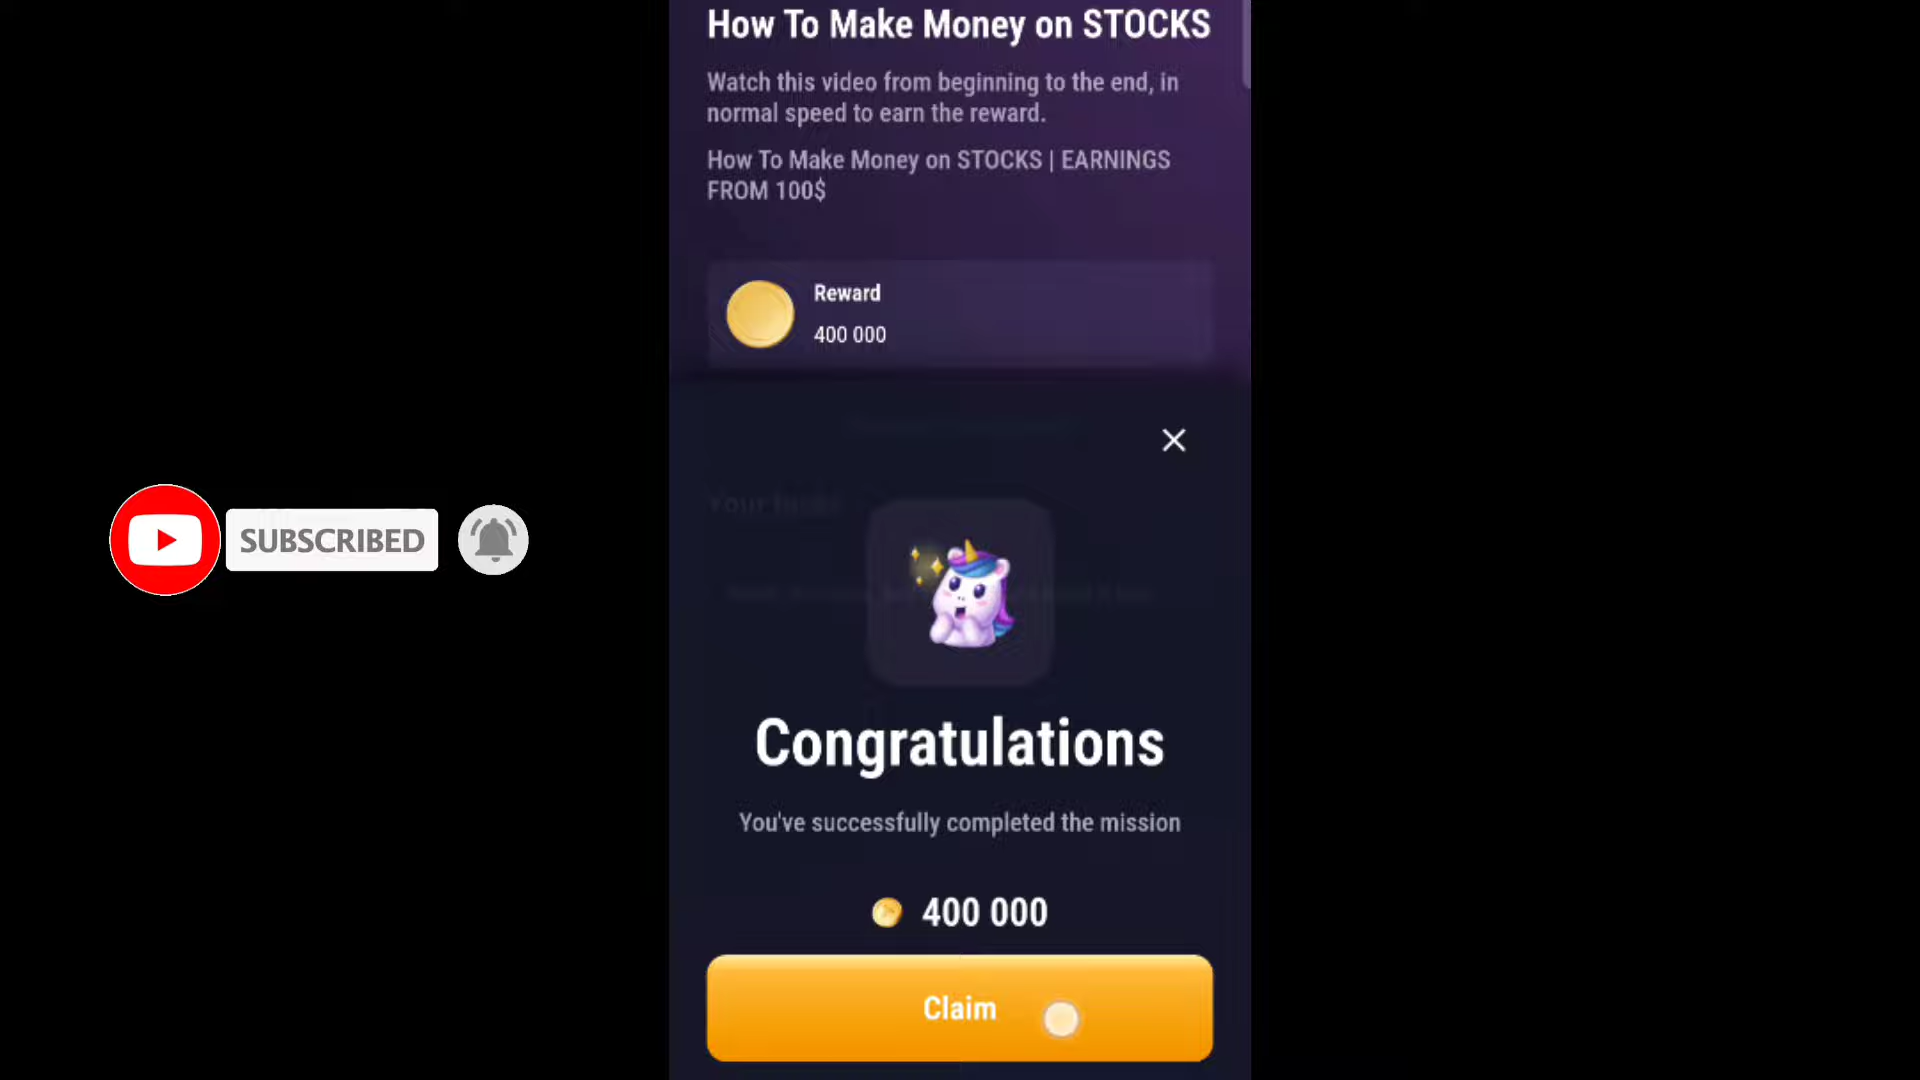 How To Make Money on STOCKS
Watch this video from beginning to the end, in
normal speed to earn the reward.
How To Make Money on STOCKS | EARNINGS
FROM 100$
Reward
400 000
SUBSCRIBED
Congratulations
You've successfully completed the mission
400 000
Claim